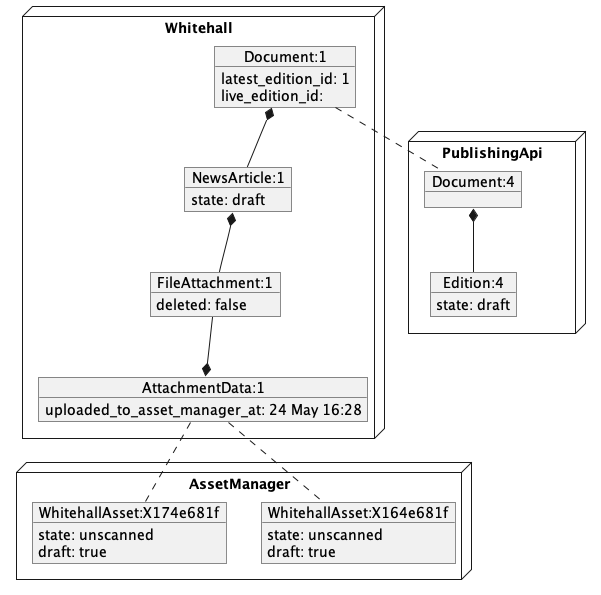 Whitehall
Document:1
latest_edition_id: 1
live_edition_id:
PublishingApi
NewsArticle:1
state: draft
Document:4
FileAttachment:1
deleted: false
Edition:4
state: draft
AttachmentData:1
uploaded_to_asset_manager_at: 24 May 16:28
AssetManager
WhitehallAsset:X174e681f
state: unscanned
draft: true
WhitehallAsset:X164e681f
state: unscanned
draft: true